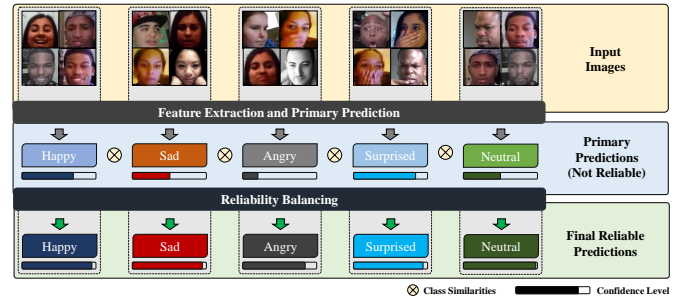 Input
Images
Feature Extraction and Primary Prediction
Happy
Sad
Angry
Surprised
Neutral
Primary
Predictions
(Not Reliable)
Reliability Balancing
Happy
Sad
Angry
Surprised
Neutral
Final Reliable
Predictions
Class Similarities
Confidence Level